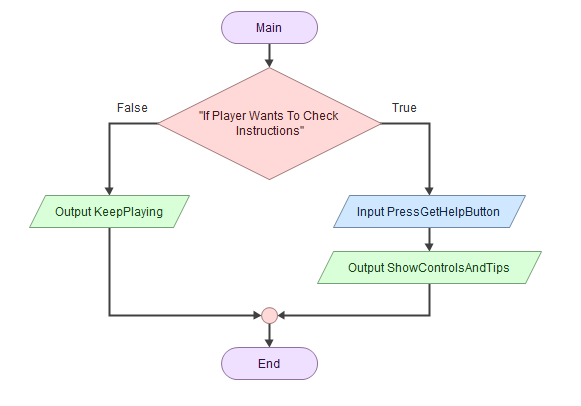 Main
False
"If Player Wants To Check
Instructions"
True
Output KeepPlaying
Input PressGetHelpButton
Output ShowControlsAndTips
End